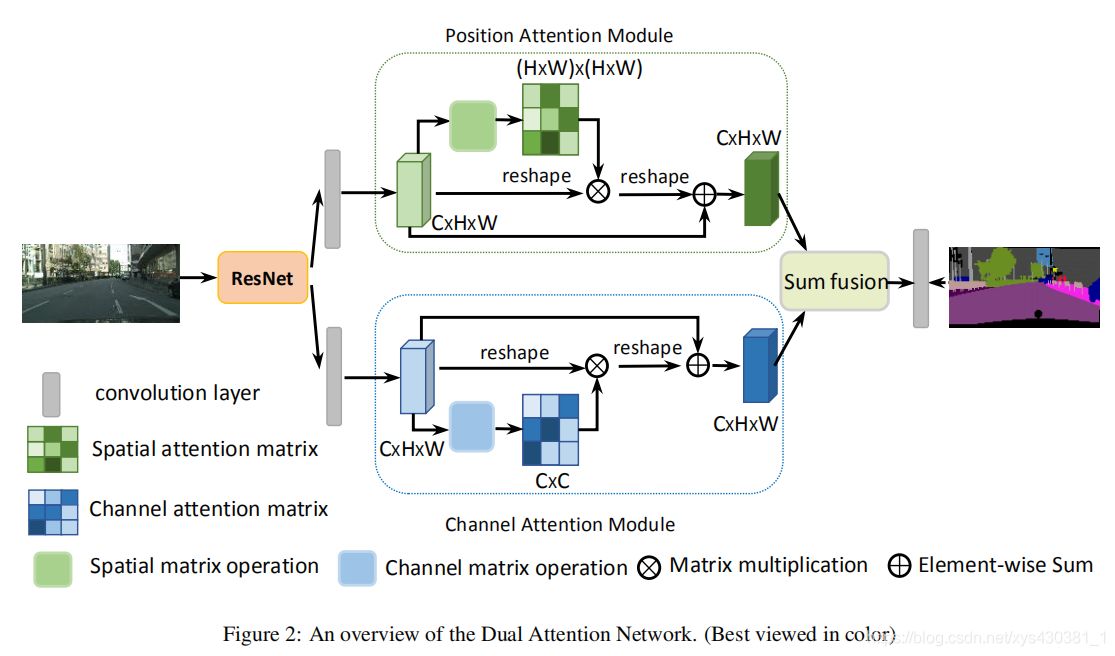 Position Attention Module
(HxW)x(HxW)
CxHxW
reshape
reshape
CxHxW
ResNet
Sum fusion
reshape
reshape
CxHxW
CxHxW
CxC
Channel Attention Module
convolution layer
Spatial attention matrix
Channel attention matrix
Spatial matrix operation
Channel matrix operation
Matrix multiplication
Element-wise Sum
Figure 2: An overview of the Dual Attention Network. (Best viewed in color)
https://blog.csdn.net/xys430381_1